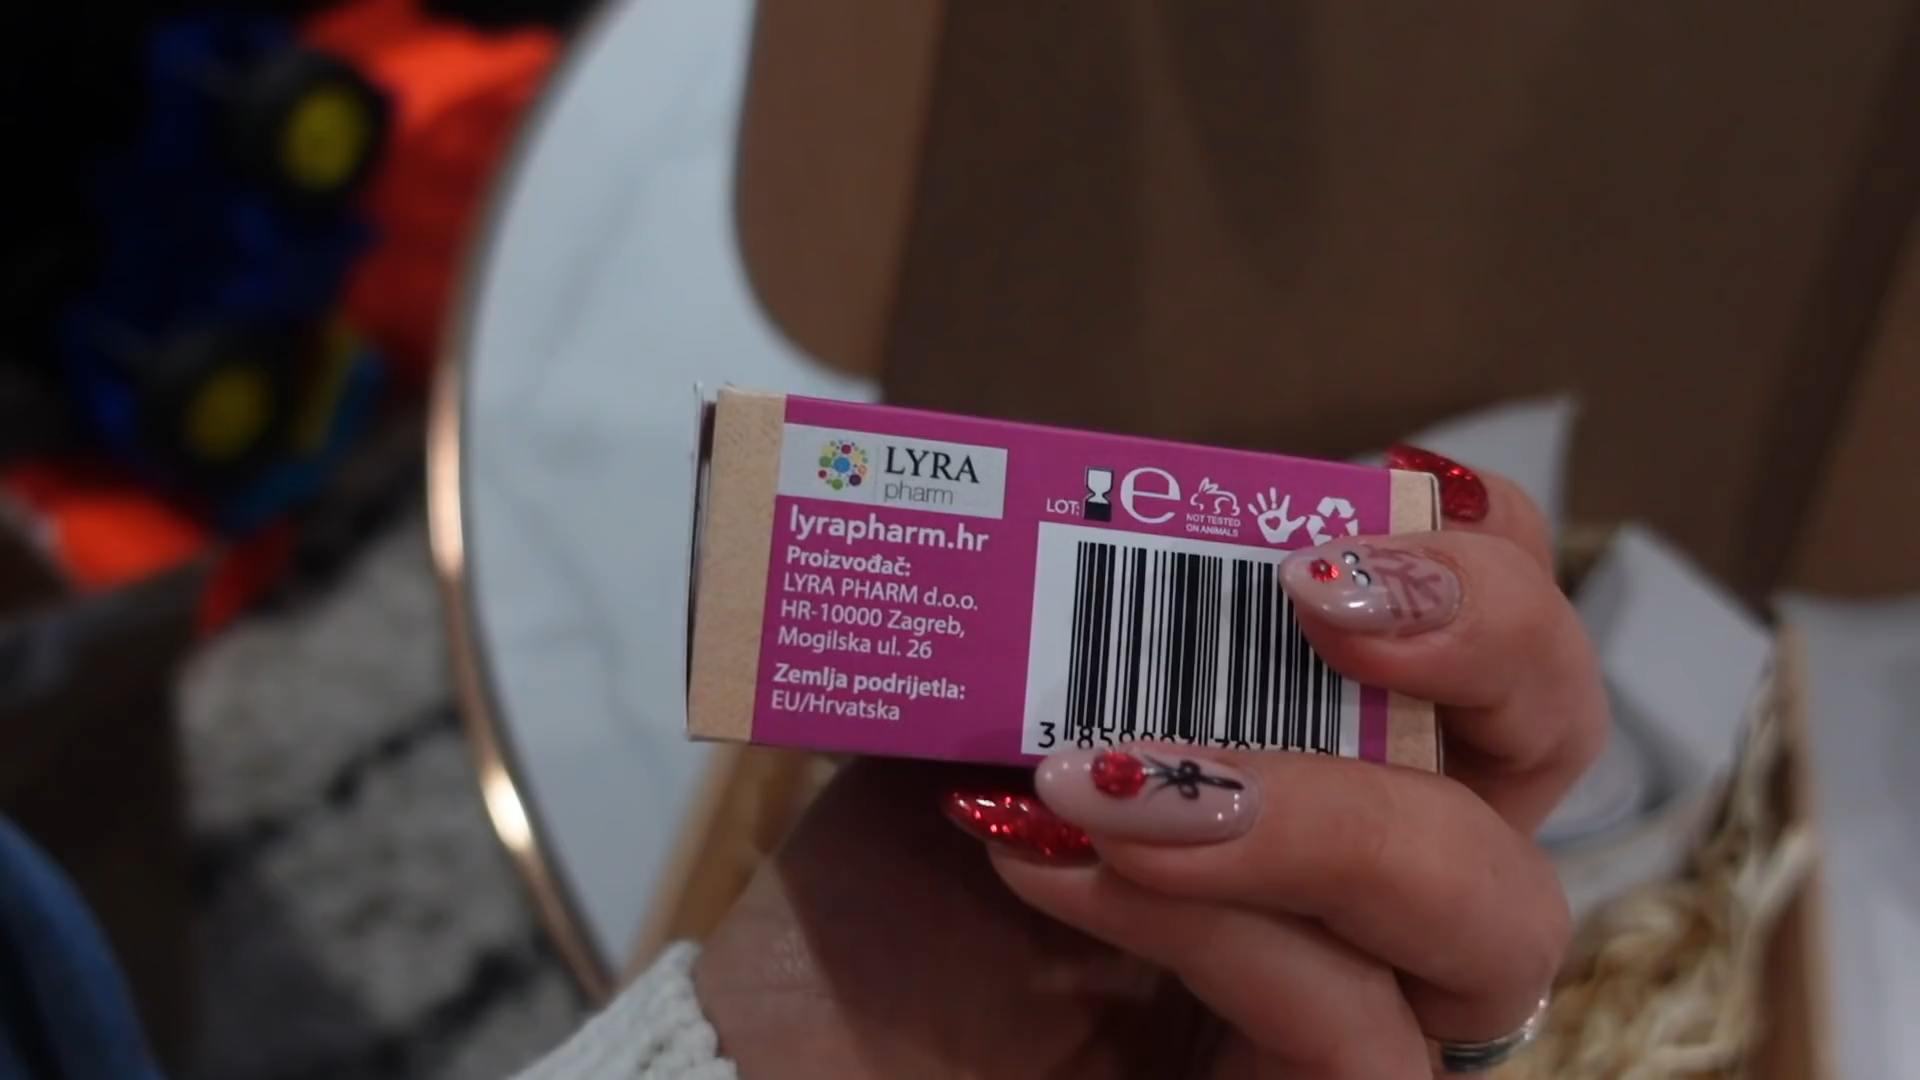 LYRA
pharm
lyrapharm.hr
Proizvođač:
LYRA PHARM d.o.o.
HR-10000 Zagreb,
Mogilska ul. 26
Zemlja podrijetla:
EU/Hrvatska
LOT:
e
NOT TESTED
ON ANIMALS
3